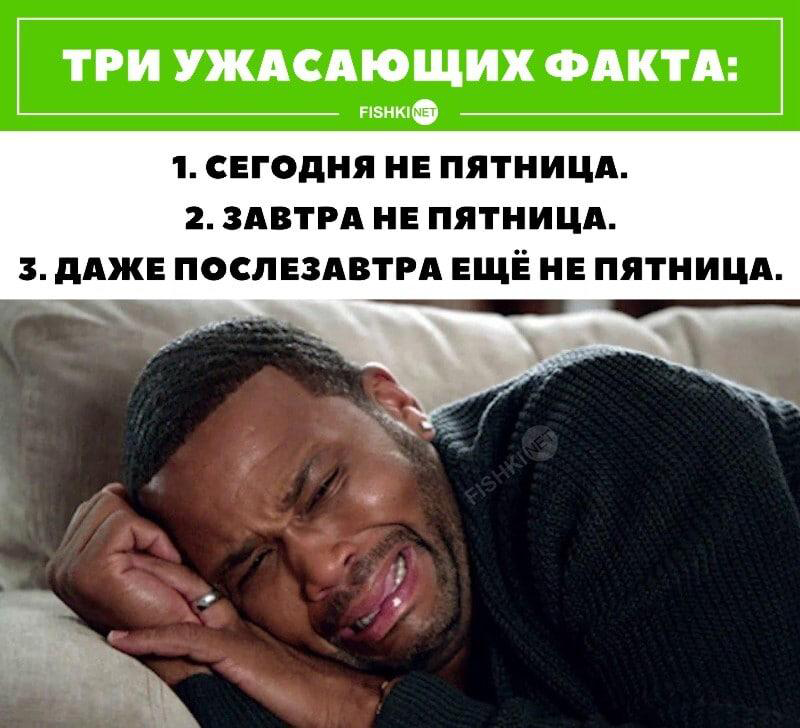 ТРИ УЖАСАЮЩИХ ФАКТА:
FISHKI NET
1. СЕГОДНЯ НЕ ПЯТНИЦА.
2. ЗАВТРА НЕ ПЯТНИЦА.
3. ДАЖЕ ПОСЛЕЗАВТРА ЕЩЁ НЕ ПЯТНИЦА.
FISHKI NET